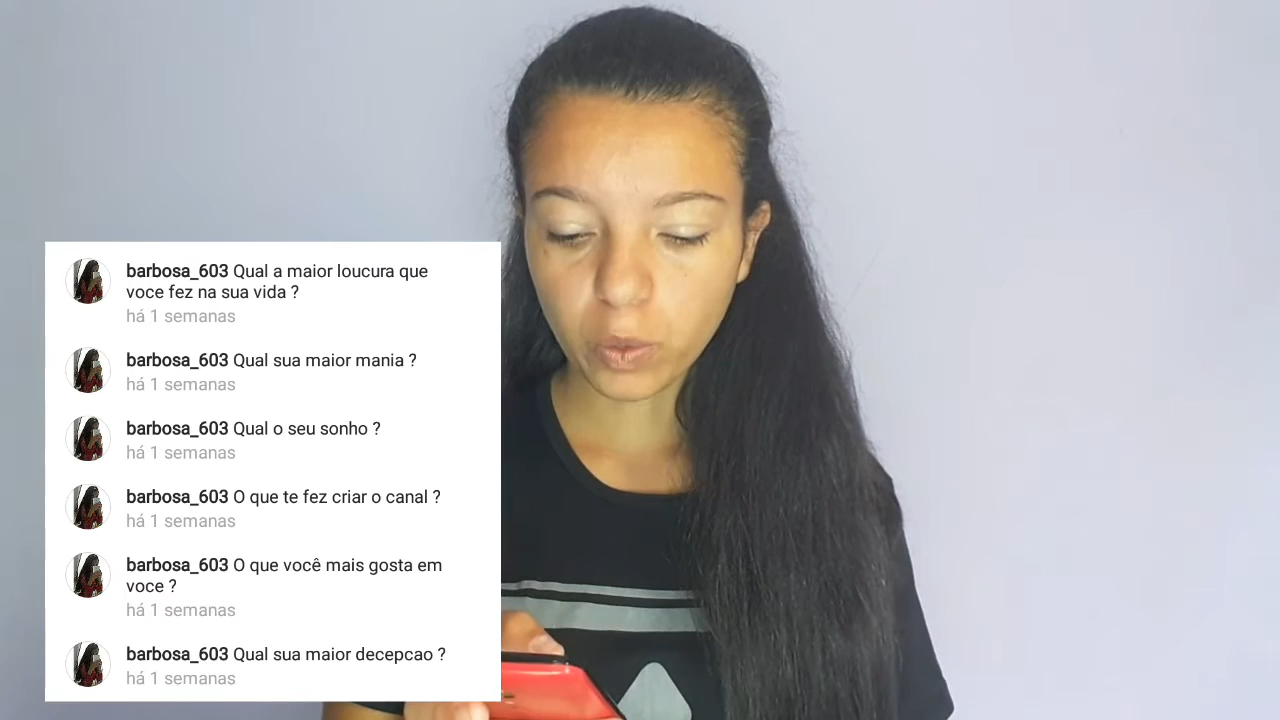 barbosa_603 Qual a maior loucura que
voce fez na sua vida ?
há 1 semanas
barbosa_603 Qual sua maior mania ?
há 1 semanas
barbosa_603 Qual o seu sonho ?
há 1 semanas
barbosa_603 O que te fez criar o canal ?
há 1 semanas
barbosa_603 O que você mais gosta em
voce ?
há 1 semanas
barbosa_603 Qual sua maior decepcao ?
há 1 semanas